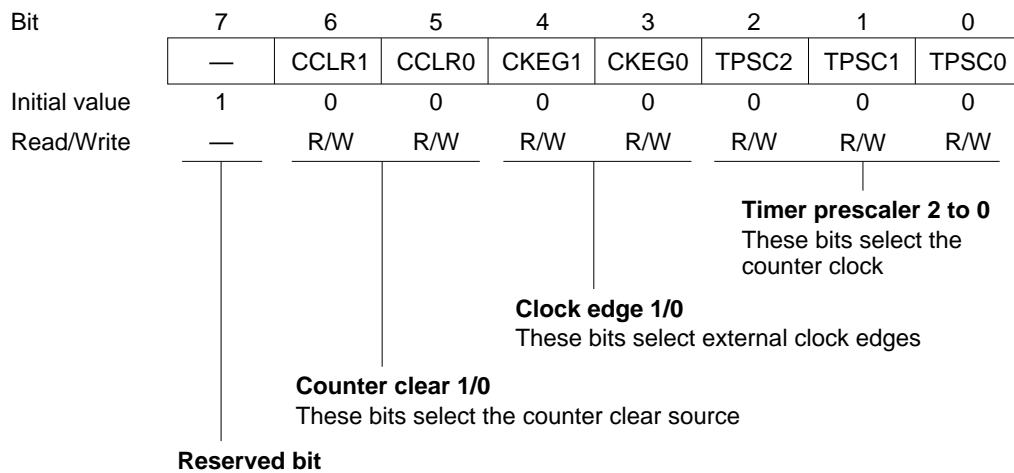 Bit 7 6 5 4 3 2 1 0
— CCLR1 CCLR0 CKEG1 CKEG0 TPSC2 TPSC1 TPSC0
Initial value 1 0 0 0 0 0 0 0
Read/Write — R/W R/W R/W R/W R/W R/W R/W
Timer prescaler 2 to 0
These bits select the
counter clock
Clock edge 1/0
These bits select external clock edges
Counter clear 1/0
These bits select the counter clear source
Reserved bit